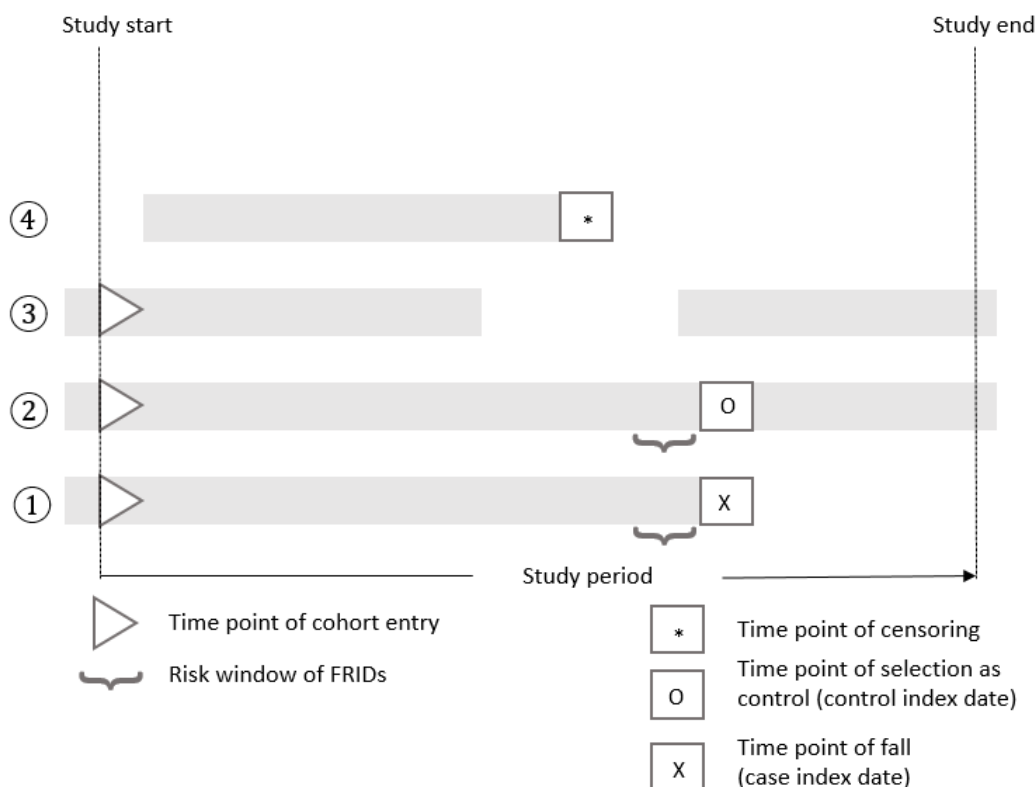 Study start
Study end
④
*
③
②
O
①
X
Study period
Time point of cohort entry
Risk window of FRIDs
*
Time point of censoring
O
Time point of selection as
control (control index date)
X
Time point of fall
(case index date)